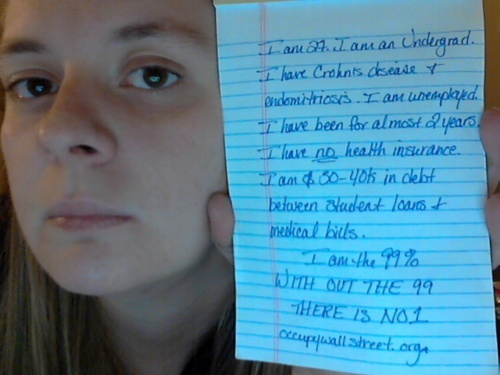 I am 27. I am an Undergrad.
I have Crohn's disease &
endomitriosis. I am unemployed.
I have been for almost 2 years.
I have no health insurance.
I am $30-40k in debt
between student loans &
medical bills.
I am the 99%
WITH OUT THE 99
THERE IS NO 1
occupywallstreet.org